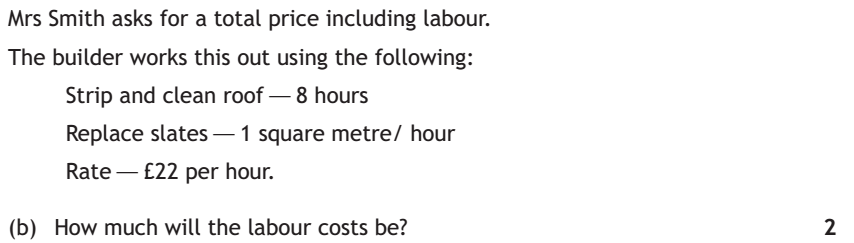 Mrs Smith asks for a total price including labour.
The builder works this out using the following:
Strip and clean roof — 8 hours
Replace slates — 1 square metre/ hour
Rate — £22 per hour.
(b) How much will the labour costs be? 2